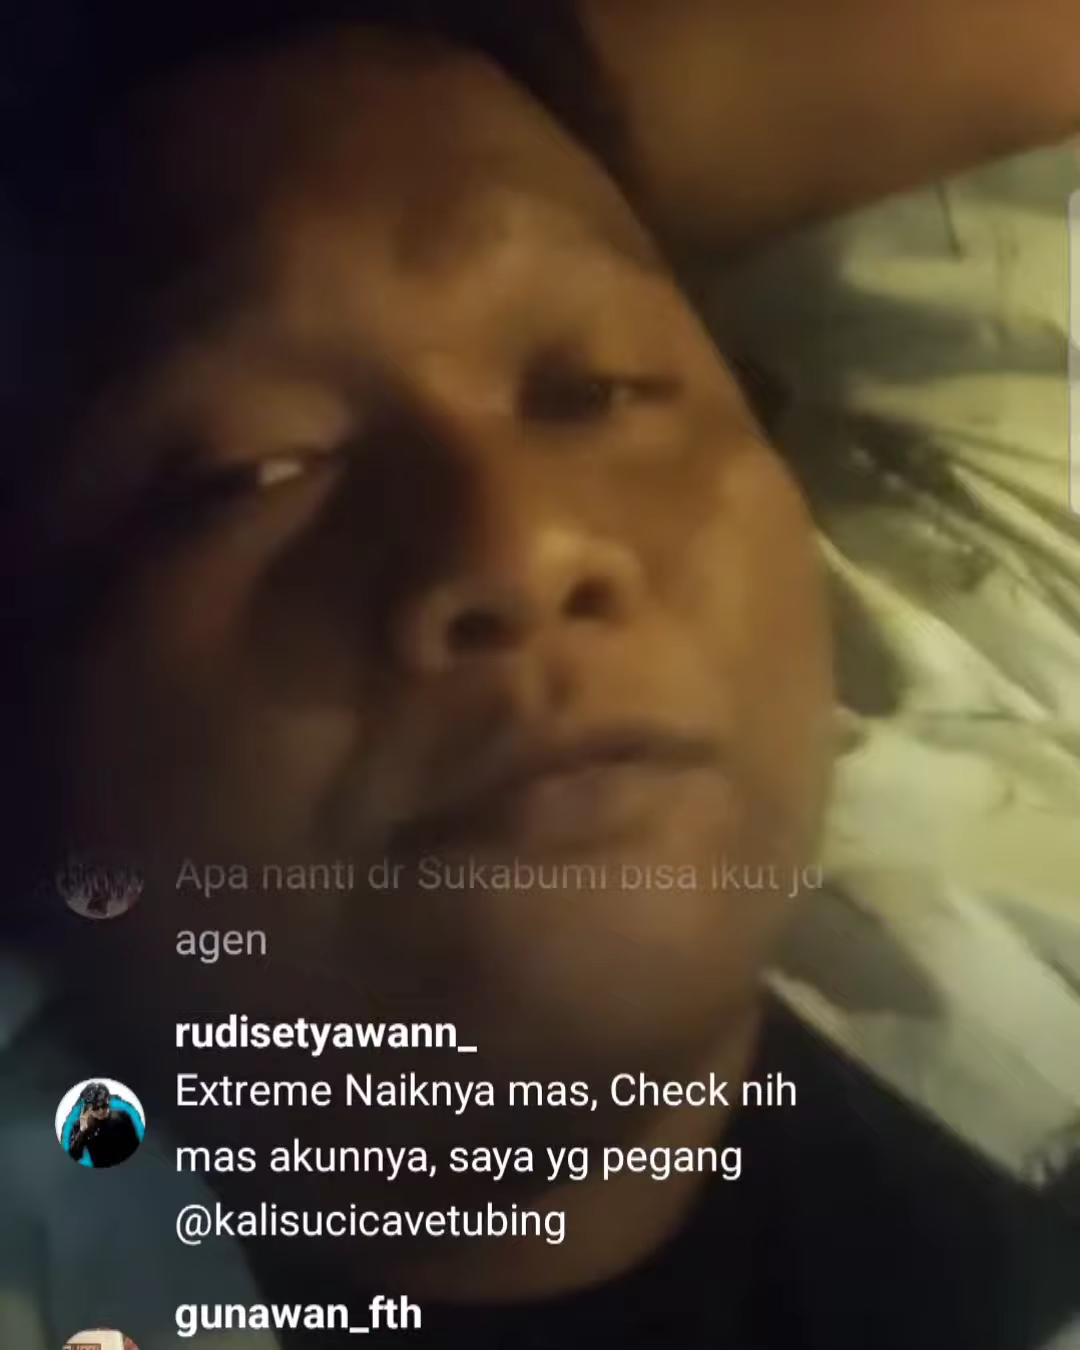 Apa nanti dr Sukabumi bisa ikut jd
agen
rudisetyawann_
Extreme Naiknya mas, Check nih
mas akunnya, saya yg pegang
@kalisucicavetubing
gunawan_fth